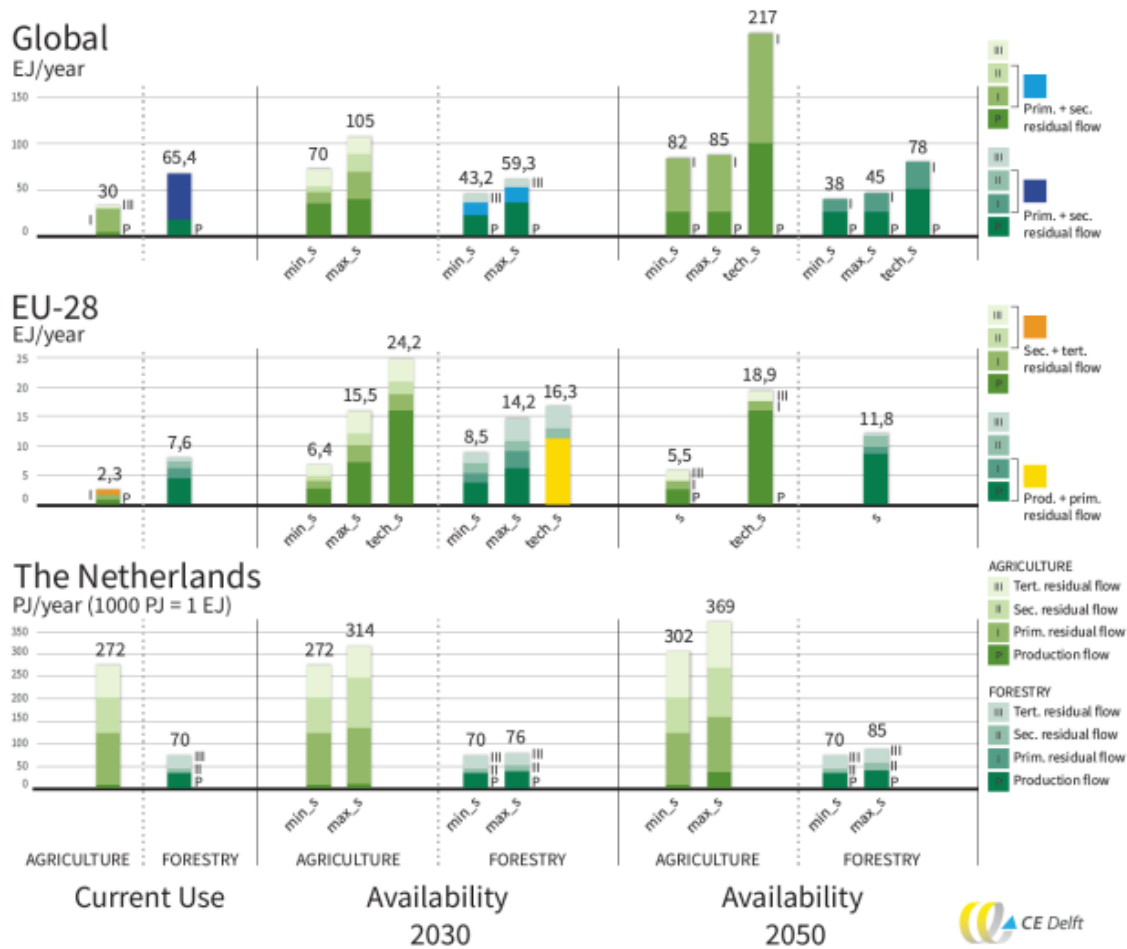 Global
EJ/year
150
100
50
0
30
III
I
P
65,4
P
70
105
min_s
max_s
43,2
III
P
59,3
III
P
min_s
max_s
82
I
P
85
I
P
217
I
P
min_s
max_s
tech_s
38
I
P
45
I
P
78
I
P
min_s
max_s
tech_s
III
II
I
P
Prim. + sec.
residual flow
III
II
I
P
Prim. + sec.
residual flow
EU-28
EJ/year
25
20
15
10
5
0
2,3
I
P
7,6
6,4
15,5
24,2
min_s
max_s
tech_s
8,5
14,2
16,3
min_s
max_s
tech_s
5,5
III
I
P
18,9
III
I
P
s
tech_s
11,8
s
III
II
I
P
Sec. + tert.
residual flow
III
II
I
P
Prod. + prim.
residual flow
The Netherlands
PJ/year (1000 PJ = 1 EJ)
350
300
250
200
150
100
50
0
272
70
III
II
P
272
314
min_s
max_s
70
III
II
P
76
III
II
P
min_s
max_s
302
369
min_s
max_s
70
III
II
P
85
III
II
P
min_s
max_s
AGRICULTURE
III Tert. residual flow
II Sec. residual flow
I Prim. residual flow
P Production flow
FORESTRY
III Tert. residual flow
II Sec. residual flow
I Prim. residual flow
P Production flow
AGRICULTURE FORESTRY AGRICULTURE FORESTRY AGRICULTURE FORESTRY
Current Use
Availability
2030
Availability
2050
CE Delft